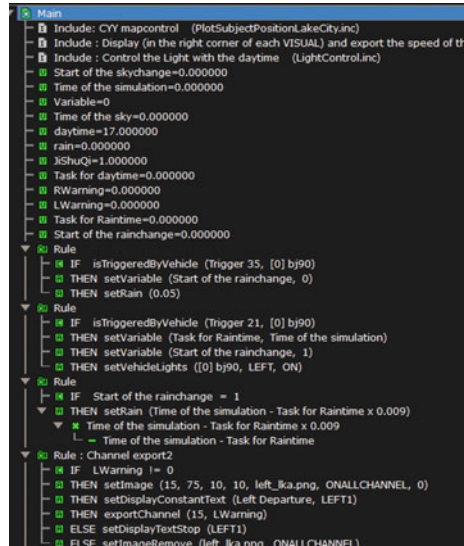 Main
Include: CYY mapcontrol (PlotSubjectPositionLakeCity.inc)
Include : Display (in the right corner of each VISUAL) and export the speed of th
Include : Control the Light with the daytime (LightControl.inc)
Start of the skychange=0.000000
Time of the simulation=0.000000
Variable=0
Time of the sky=0.000000
daytime=17.000000
rain=0.000000
JiShuQi=1.000000
Task for daytime=0.000000
RWarning=0.000000
LWarning=0.000000
Task for Raintime=0.000000
Start of the rainchange=0.000000
Rule
IF isTriggeredByVehicle (Trigger 35, [0] bj90)
THEN setVariable (Start of the rainchange, 0)
THEN setRain (0.05)
Rule
IF isTriggeredByVehicle (Trigger 21, [0] bj90)
THEN setVariable (Task for Raintime, Time of the simulation)
THEN setVariable (Start of the rainchange, 1)
THEN setVehicleLights ([0] bj90, LEFT, ON)
Rule
IF Start of the rainchange = 1
THEN setRain (Time of the simulation - Task for Raintime x 0.009)
Time of the simulation - Task for Raintime x 0.009
Time of the simulation - Task for Raintime
Rule : Channel export2
IF LWarning != 0
THEN setImage (15, 75, 10, 10, left_lka.png, ONALLCHANNEL, 0)
THEN setDisplayConstantText (Left Departure, LEFT1)
THEN exportChannel (15, LWarning)
ELSE setDisplayTextStop (LEFT1)
ELSE setImageRemove (left_lka.png, ONALLCHANNEL)